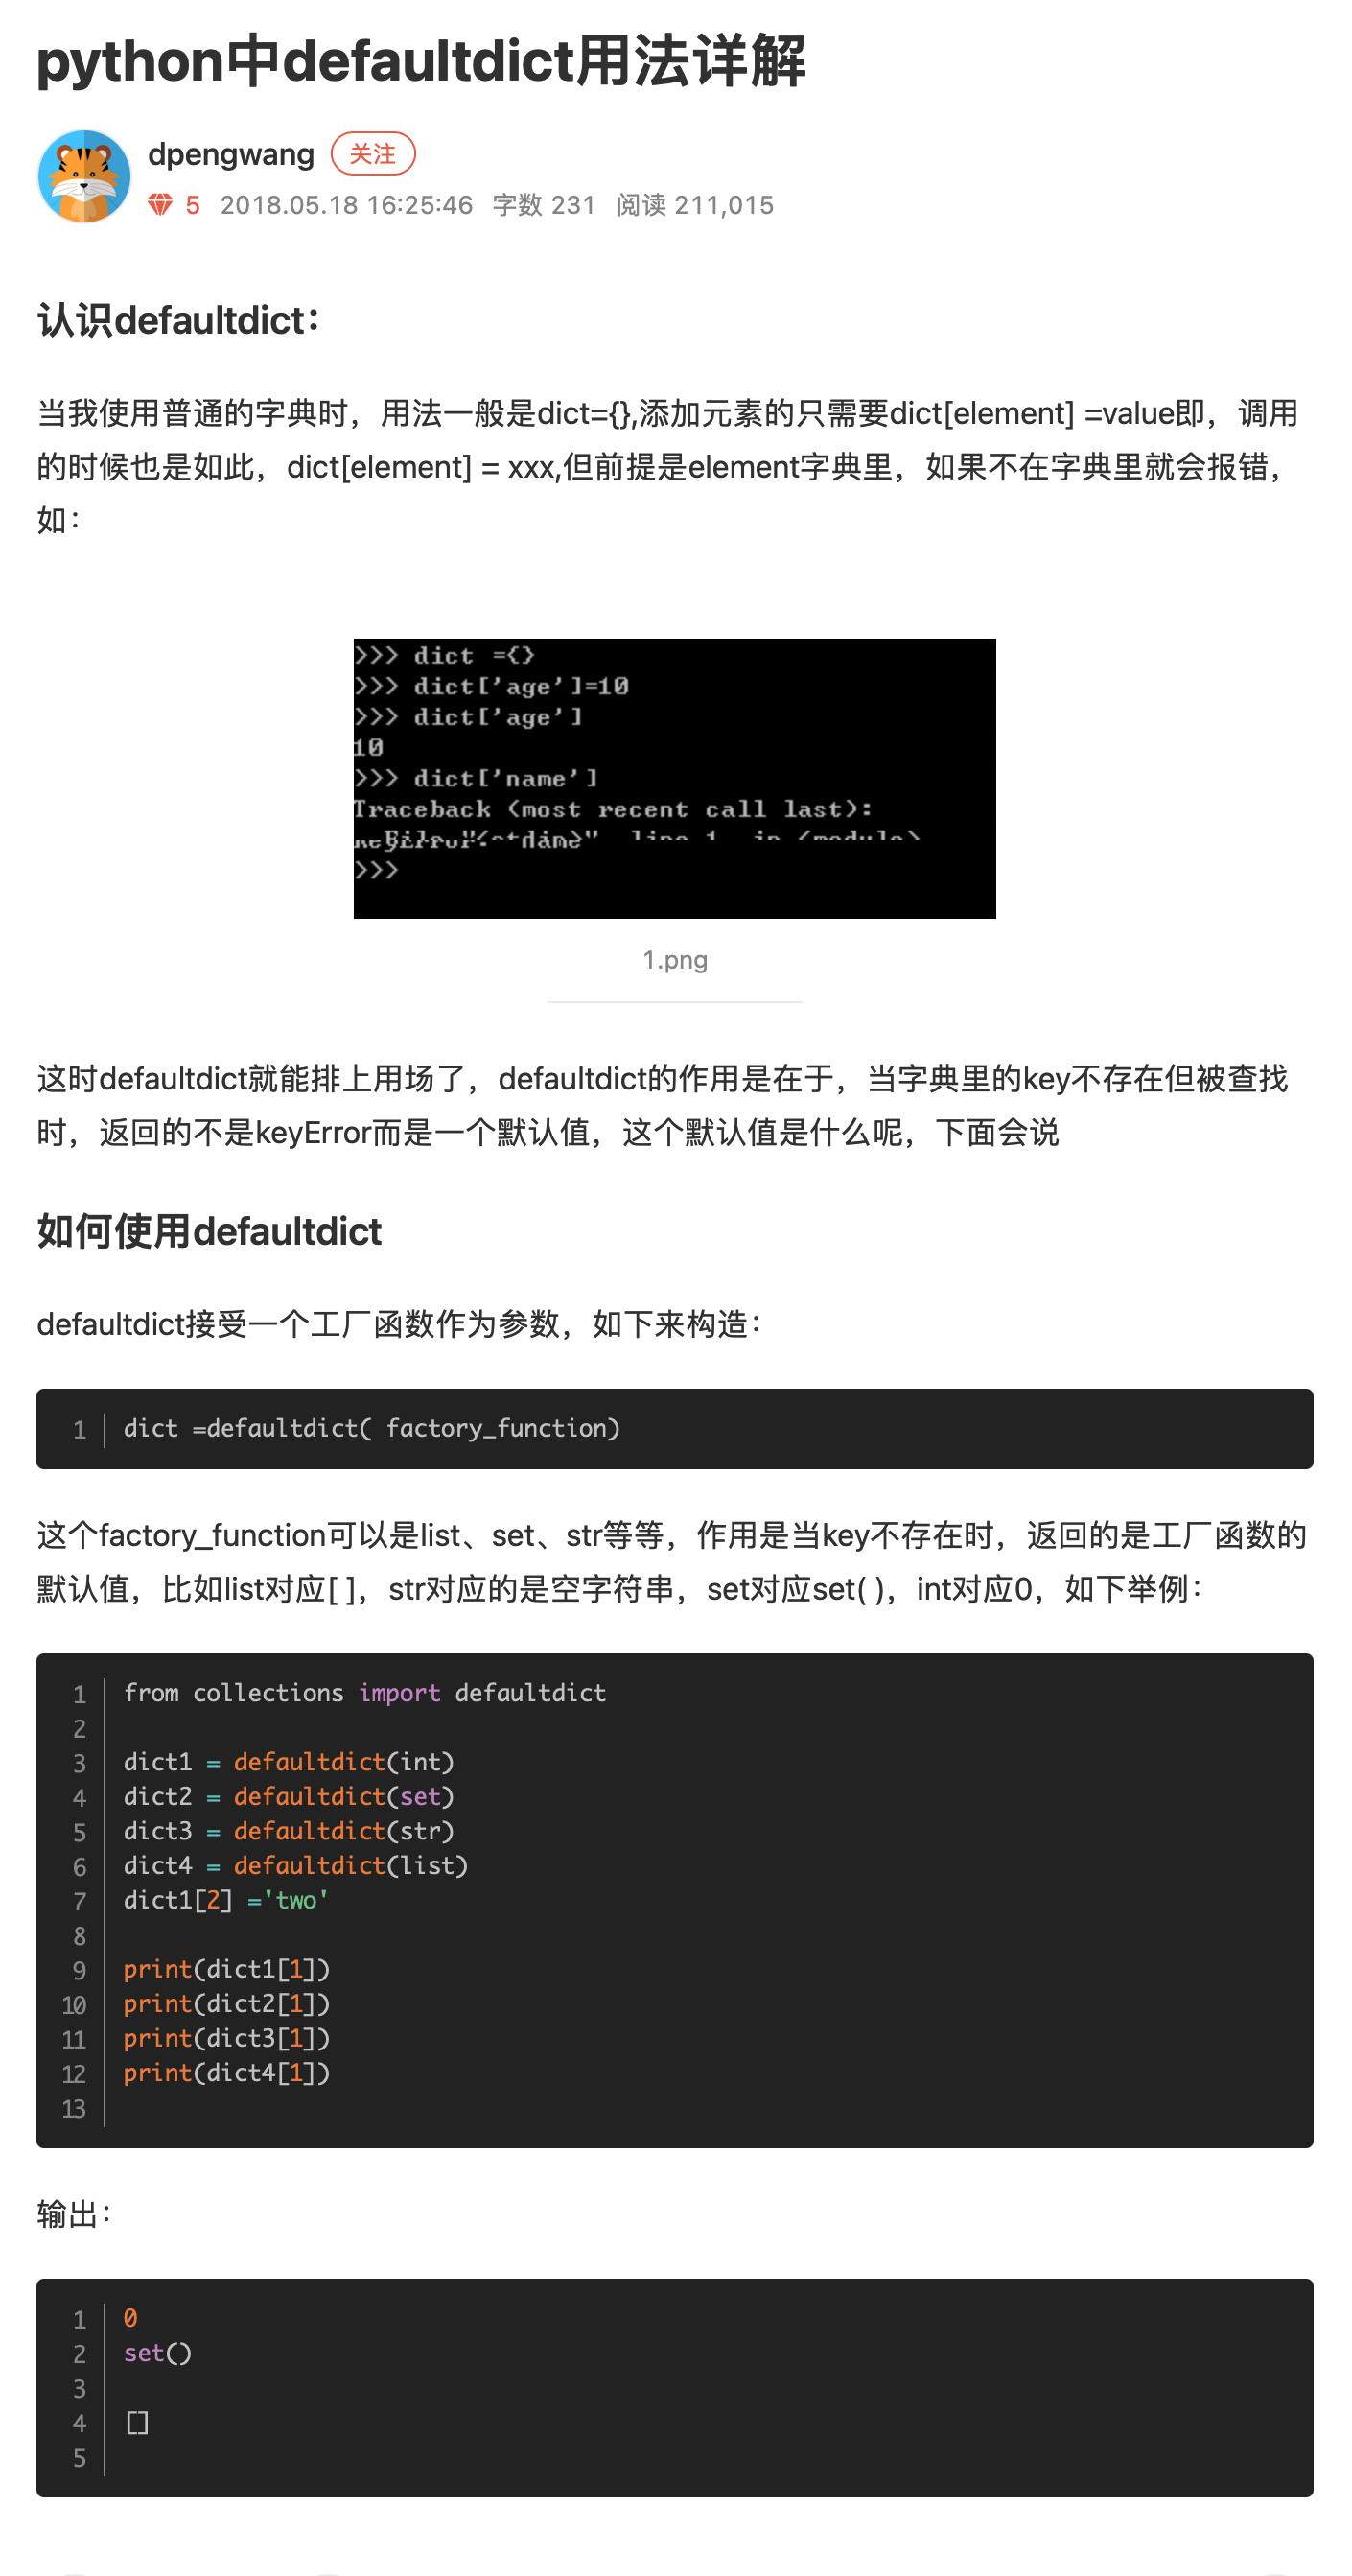 python中defaultdict用法详解
dpengwang 关注
5 2018.05.18 16:25:46 字数 231 阅读 211,015
认识defaultdict：
当我使用普通的字典时，用法一般是dict={},添加元素的只需要dict[element] =value即，调用
的时候也是如此，dict[element] = xxx,但前提是element字典里，如果不在字典里就会报错，
如：
>>> dict ={}
>>> dict['age']=10
>>> dict['age']
10
>>> dict['name']
Traceback (most recent call last):
>>>
1.png
这时defaultdict就能排上用场了，defaultdict的作用是在于，当字典里的key不存在但被查找
时，返回的不是keyError而是一个默认值，这个默认值是什么呢，下面会说
如何使用defaultdict
defaultdict接受一个工厂函数作为参数，如下来构造：
1 dict =defaultdict( factory_function)
这个factory_function可以是list、set、str等等，作用是当key不存在时，返回的是工厂函数的
默认值，比如list对应[ ]，str对应的是空字符串，set对应set( )，int对应0，如下举例：
1 from collections import defaultdict
2
3 dict1 = defaultdict(int)
4 dict2 = defaultdict(set)
5 dict3 = defaultdict(str)
6 dict4 = defaultdict(list)
7 dict1[2] ='two'
8
9 print(dict1[1])
10 print(dict2[1])
11 print(dict3[1])
12 print(dict4[1])
13
输出：
1 0
2 set()
3
4 []
5